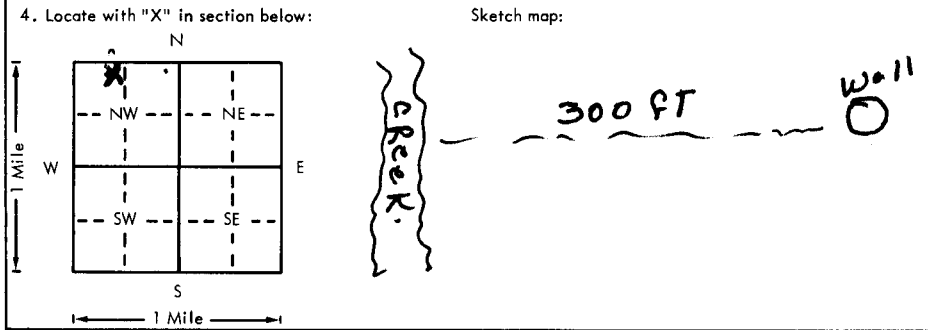 4. Locate with "X" in section below:
Sketch map:
N
X
NW
NE
W
E
1 Mile
SW
SE
S
1 Mile
CReeK.
300 FT
Wall